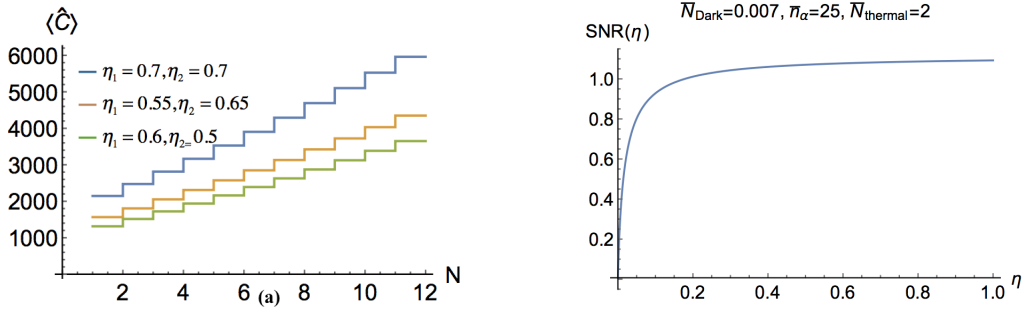 ⟨Ĉ⟩
6000
5000
4000
3000
2000
1000
η₁ = 0.7, η₂ = 0.7
η₁ = 0.55, η₂ = 0.65
η₁ = 0.6, η₂₌ 0.5
2 4 6 8 10 12 N
(a)
N̅Dark=0.007, n̅α=25, N̅thermal=2
SNR(η)
1.0
0.8
0.6
0.4
0.2
0.2 0.4 0.6 0.8 1.0 η